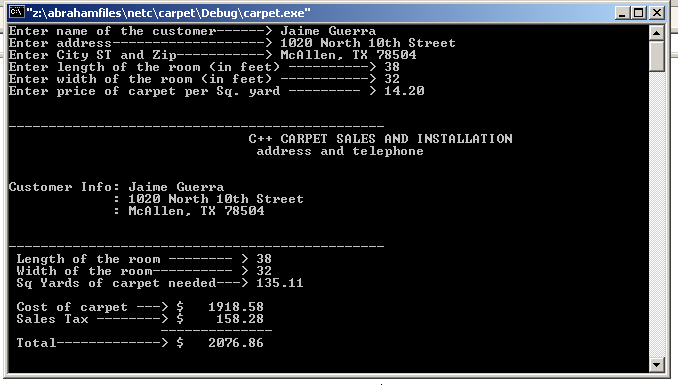 "z:\abrahamfiles\netc\carpet\Debug\carpet.exe"
Enter name of the customer------> Jaime Guerra
Enter address-------------------> 1020 North 10th Street
Enter City ST and Zip-----------> McAllen, TX 78504
Enter length of the room (in feet) ----------> 38
Enter width of the room (in feet) -----------> 32
Enter price of carpet per Sq. yard --------- > 14.20
_______________________________________________
C++ CARPET SALES AND INSTALLATION
address and telephone
Customer Info: Jaime Guerra
: 1020 North 10th Street
: McAllen, TX 78504
_______________________________________________
Length of the room -------- > 38
Width of the room---------- > 32
Sq Yards of carpet needed---> 135.11
Cost of carpet ---> $ 1918.58
Sales Tax --------> $ 158.28
--------------
Total-------------> $ 2076.86